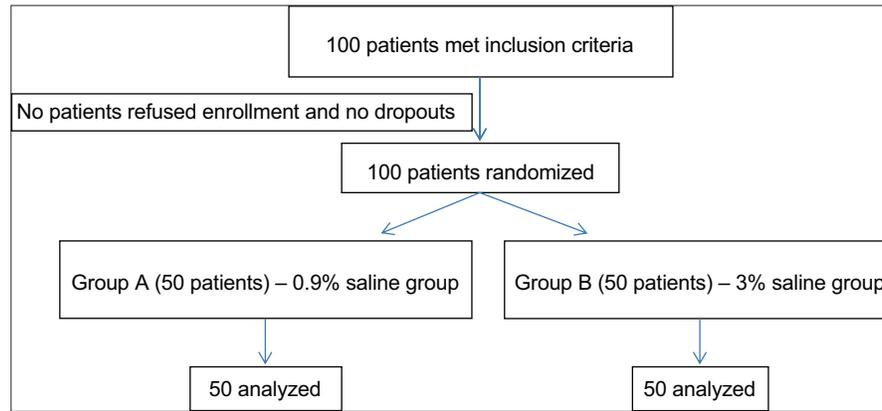 100 patients met inclusion criteria
No patients refused enrollment and no dropouts
100 patients randomized
Group A (50 patients) – 0.9% saline group
Group B (50 patients) – 3% saline group
50 analyzed
50 analyzed